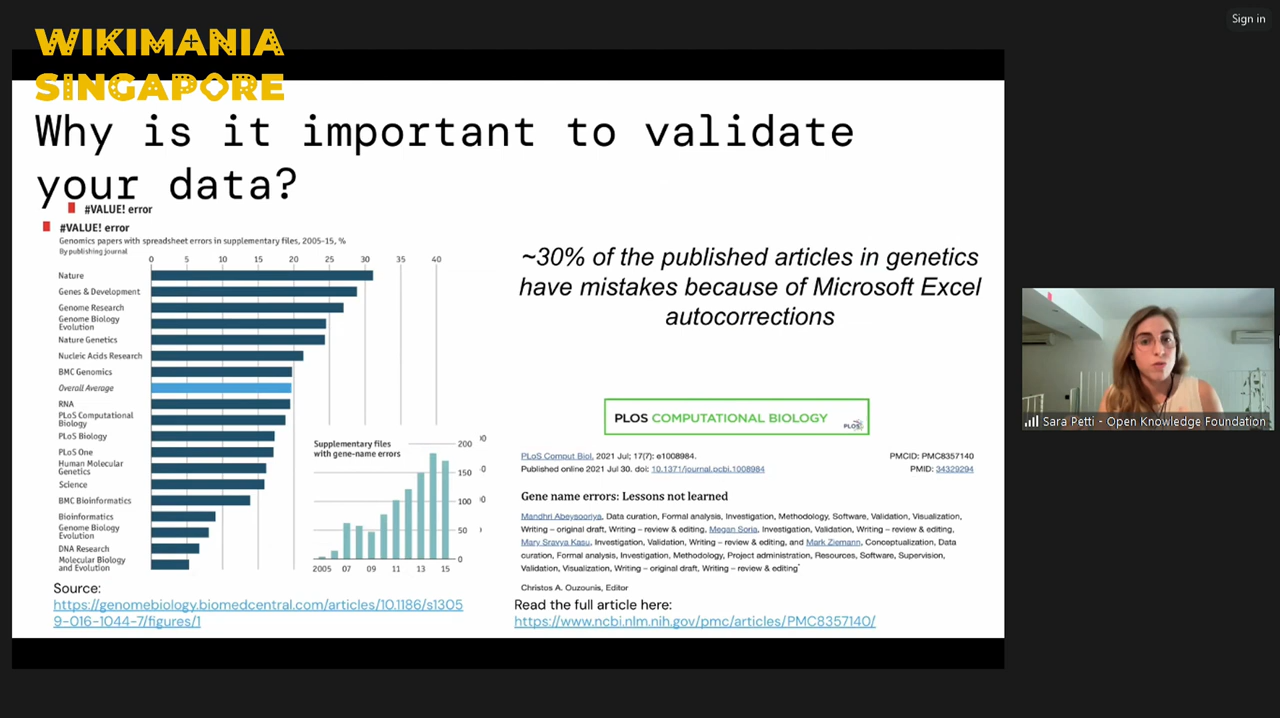 Sign in
WIKIMANIA
SINGAPORE
Why is it important to validate
your data?
#VALUE! error
#VALUE! error
Genomics papers with spreadsheet errors in supplementary files, 2005-15, %
By publishing journal
0 5 10 15 20 25 30 35 40
Nature
Genes & Development
Genome Research
Genome Biology
Evolution
Nature Genetics
Nucleic Acids Research
BMC Genomics
Overall Average
RNA
PLoS Computational
Biology
PLoS Biology
PLoS One
Human Molecular
Genetics
Science
BMC Bioinformatics
Bioinformatics
Genome Biology
Evolution
DNA Research
Molecular Biology
and Evolution
Supplementary files
with gene-name errors
200
150
100
50
0
2005 07 09 11 13 15
Source:
https://genomebiology.biomedcentral.com/articles/10.1186/s1305
9-016-1044-7/figures/1
~30% of the published articles in genetics
have mistakes because of Microsoft Excel
autocorrections
PLOS COMPUTATIONAL BIOLOGY
PLOS
PLoS Comput Biol. 2021 Jul; 17(7): e1008984.
PMCID: PMC8357140
Published online 2021 Jul 30. doi: 10.1371/journal.pcbi.1008984
PMID: 34329294
Gene name errors: Lessons not learned
Mandhri Abeysooriya, Data curation, Formal analysis, Investigation, Methodology, Software, Validation, Visualization,
Writing – original draft, Writing – review & editing, Megan Soria, Investigation, Validation, Writing – review & editing,
Mary Sravya Kasu, Investigation, Validation, Writing – review & editing, and Mark Ziemann, Conceptualization, Data
curation, Formal analysis, Investigation, Methodology, Project administration, Resources, Software, Supervision,
Validation, Visualization, Writing – original draft, Writing – review & editing*
Christos A. Ouzounis, Editor
Read the full article here:
https://www.ncbi.nlm.nih.gov/pmc/articles/PMC8357140/
Sara Petti - Open Knowledge Foundation